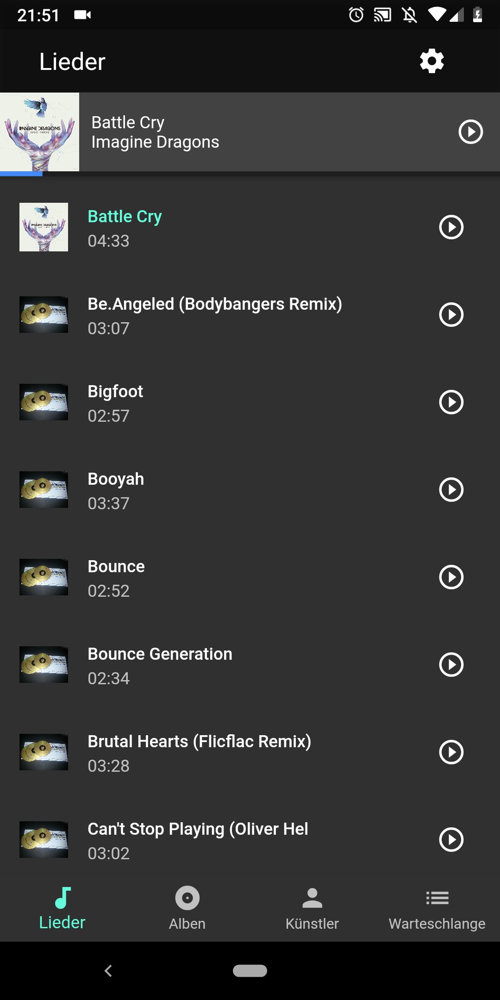 21:51
Lieder
IMAGINE DRAGONS
SMOKE + MIRRORS
Battle Cry
Imagine Dragons
Battle Cry
04:33
Be.Angeled (Bodybangers Remix)
03:07
Bigfoot
02:57
Booyah
03:37
Bounce
02:52
Bounce Generation
02:34
Brutal Hearts (Flicflac Remix)
03:28
Can't Stop Playing (Oliver Hel
03:02
Lieder
Alben
Künstler
Warteschlange